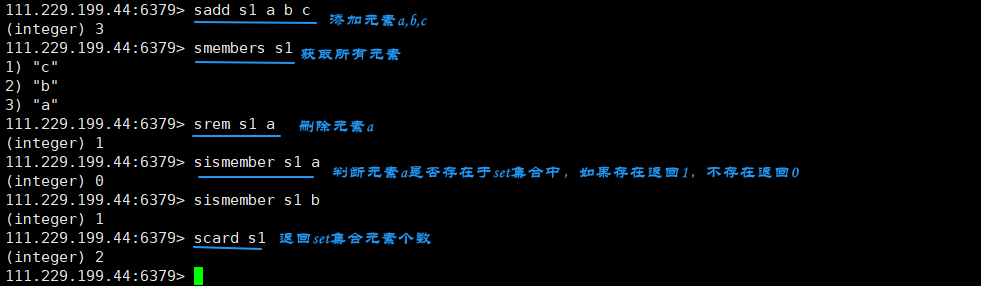 111.229.199.44:6379> sadd s1 a b c 添加元素a,b,c
(integer) 3
111.229.199.44:6379> smembers s1 获取所有元素
1) "c"
2) "b"
3) "a"
111.229.199.44:6379> srem s1 a 删除元素a
(integer) 1
111.229.199.44:6379> sismember s1 a 判断元素a是否存在于set集合中，如果存在返回1，不存在返回0
(integer) 0
111.229.199.44:6379> sismember s1 b
(integer) 1
111.229.199.44:6379> scard s1 返回set集合元素个数
(integer) 2
111.229.199.44:6379>